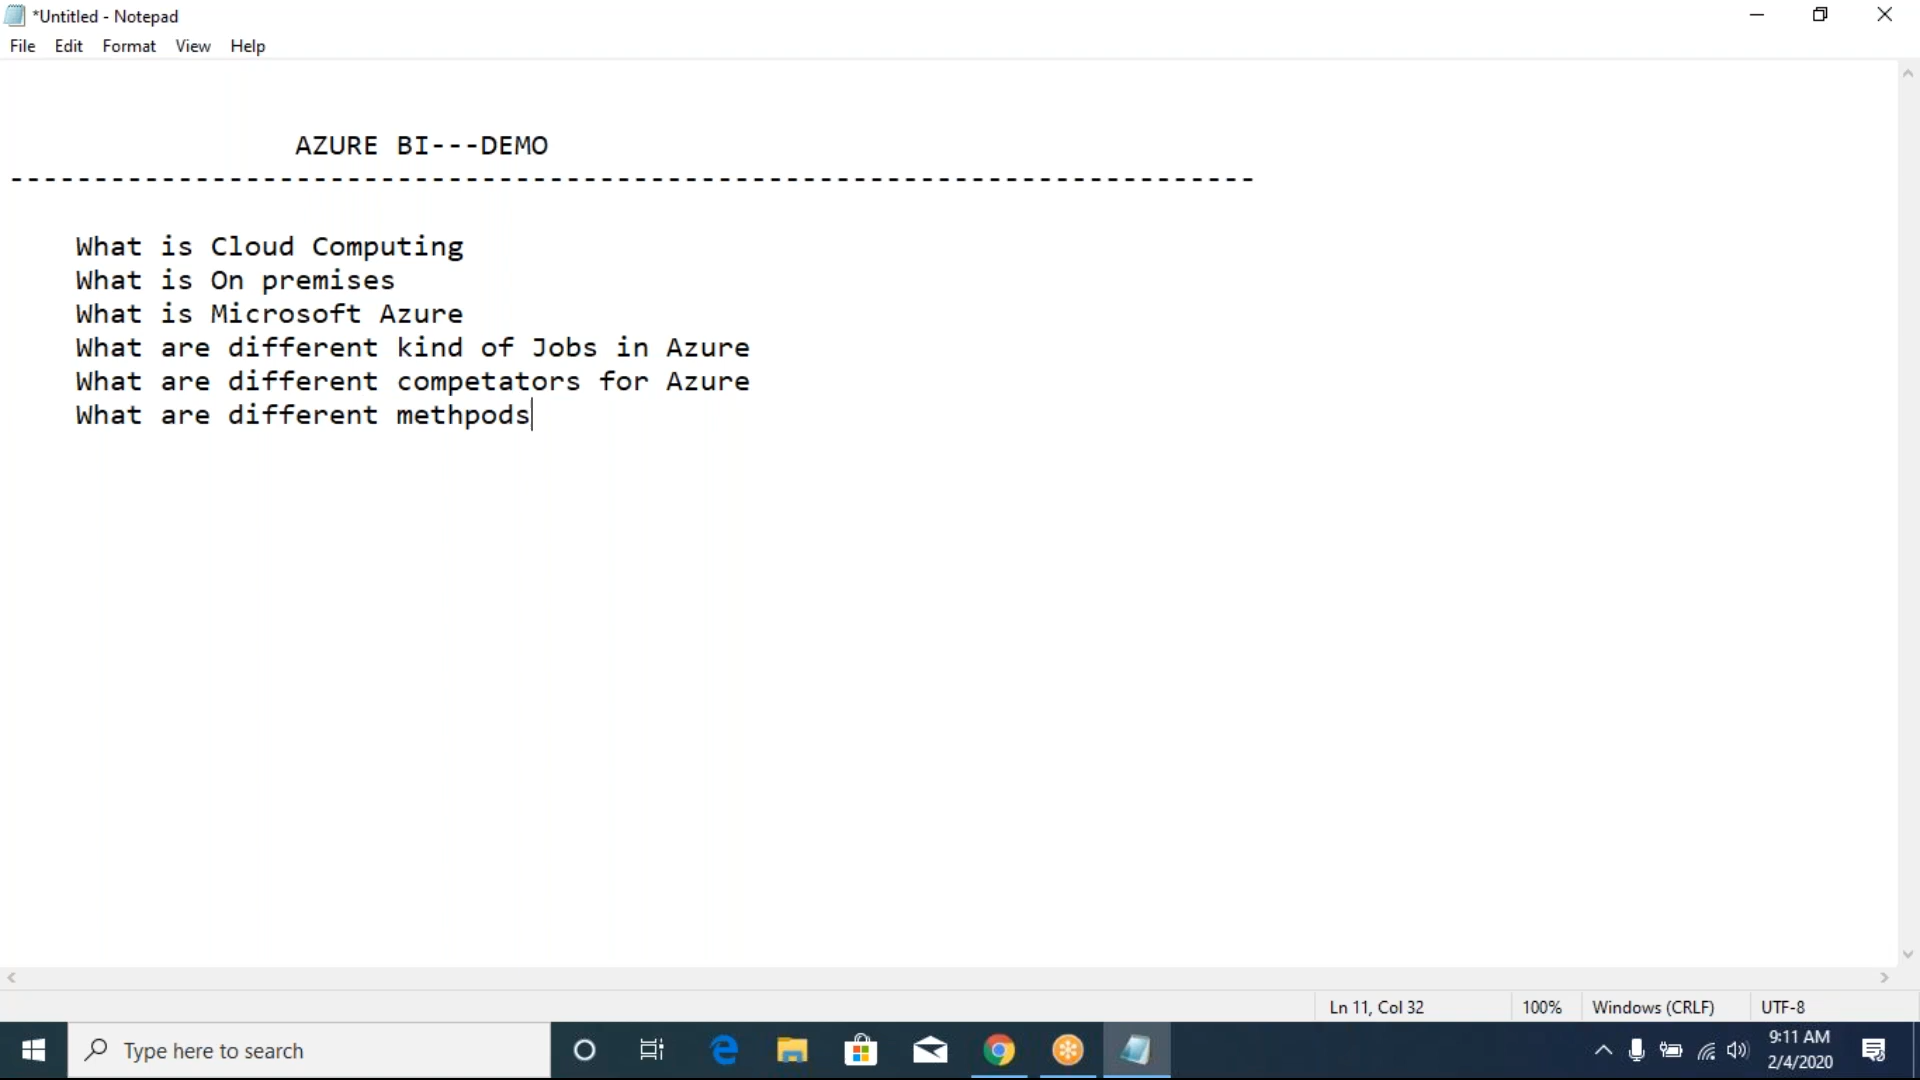 *Untitled - Notepad
File Edit Format View Help
AZURE BI---DEMO
--------------------------------------------------------------------------
What is Cloud Computing
What is On premises
What is Microsoft Azure
What are different kind of Jobs in Azure
What are different competators for Azure
What are different methpods
Ln 11, Col 32 100% Windows (CRLF) UTF-8
Type here to search
9:11 AM
2/4/2020